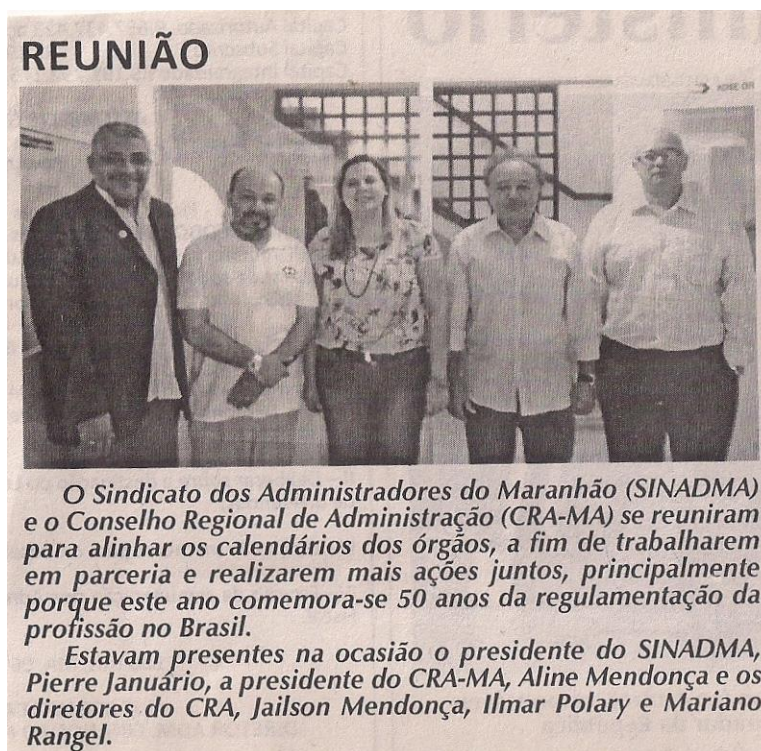 REUNIÃO
O Sindicato dos Administradores do Maranhão (SINADMA)
e o Conselho Regional de Administração (CRA-MA) se reuniram
para alinhar os calendários dos órgãos, a fim de trabalharem
em parceria e realizarem mais ações juntos, principalmente
porque este ano comemora-se 50 anos da regulamentação da
profissão no Brasil.
Estavam presentes na ocasião o presidente do SINADMA,
Pierre Januário, a presidente do CRA-MA, Aline Mendonça e os
diretores do CRA, Jailson Mendonça, Ilmar Polary e Mariano
Rangel.